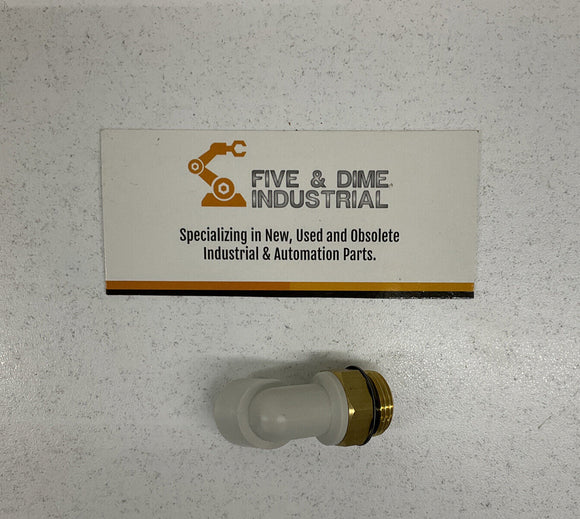 FIVE & DIME®
INDUSTRIAL
Specializing in New, Used and Obsolete
Industrial & Automation Parts.